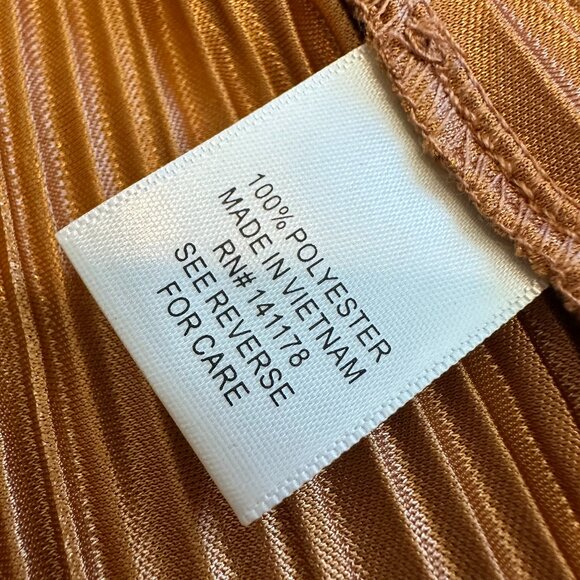 100% POLYESTER
MADE IN VIETNAM
RN# 141178
SEE REVERSE
FOR CARE